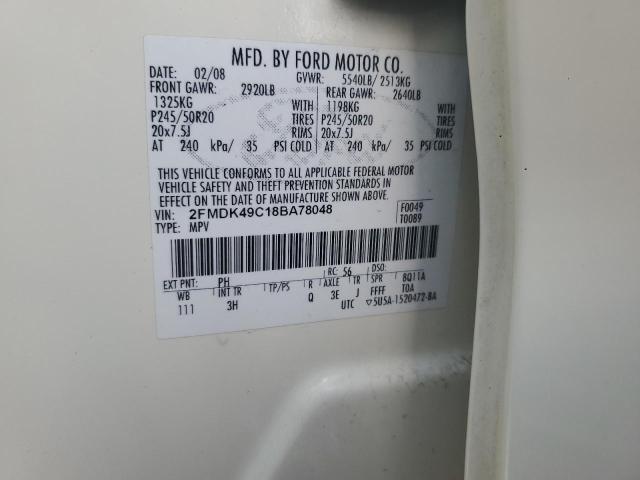 MFD. BY FORD MOTOR CO.
DATE: 02/08 GVWR: 5540LB/ 2513KG
FRONT GAWR: 2920LB REAR GAWR: 2640LB
1325KG WITH 1198KG WITH
P245/50R20 TIRES P245/50R20 TIRES
20x7.5J RIMS 20x7.5J RIMS
AT 240 kPa/ 35 PSI COLD AT 240 kPa/ 35 PSI COLD
THIS VEHICLE CONFORMS TO ALL APPLICABLE FEDERAL MOTOR
VEHICLE SAFETY AND THEFT PREVENTION STANDARDS IN
EFFECT ON THE DATE OF MANUFACTURE SHOWN ABOVE.
VIN: 2FMDK49C18BA78048 F0049
TYPE: MPV T0089
EXT PNT: PH RC: 56 DSO:
WB INT TR TP/PS R AXLE TR SPR 8Q11A
111 3H Q 3E J FFFF TOA
UTC ▽5U5A-1520472-BA